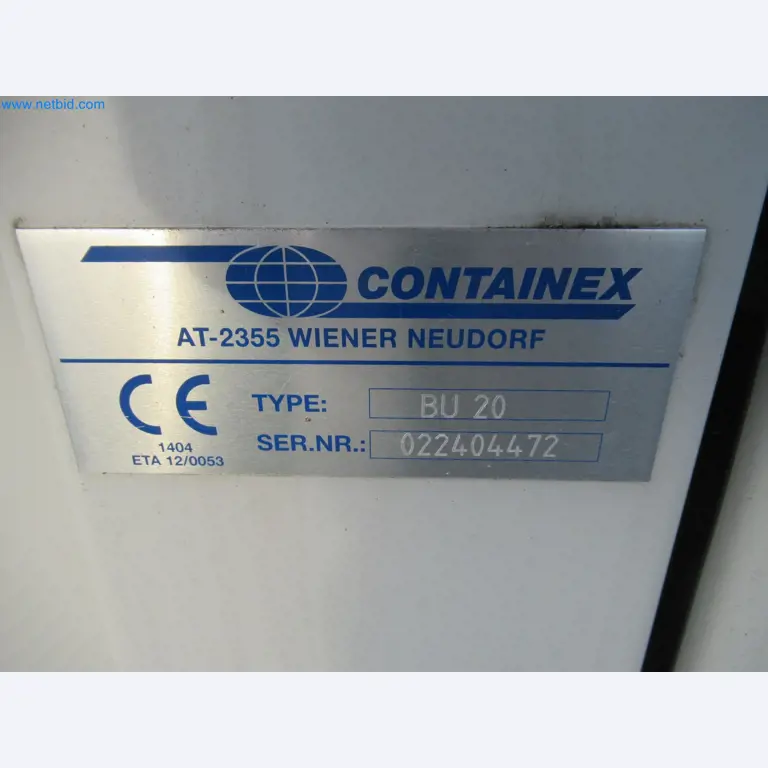 www.netbid.com
CONTAINEX
AT-2355 WIENER NEUDORF
CE TYPE: BU 20
1404 SER.NR.: 022404472
ETA 12/0053